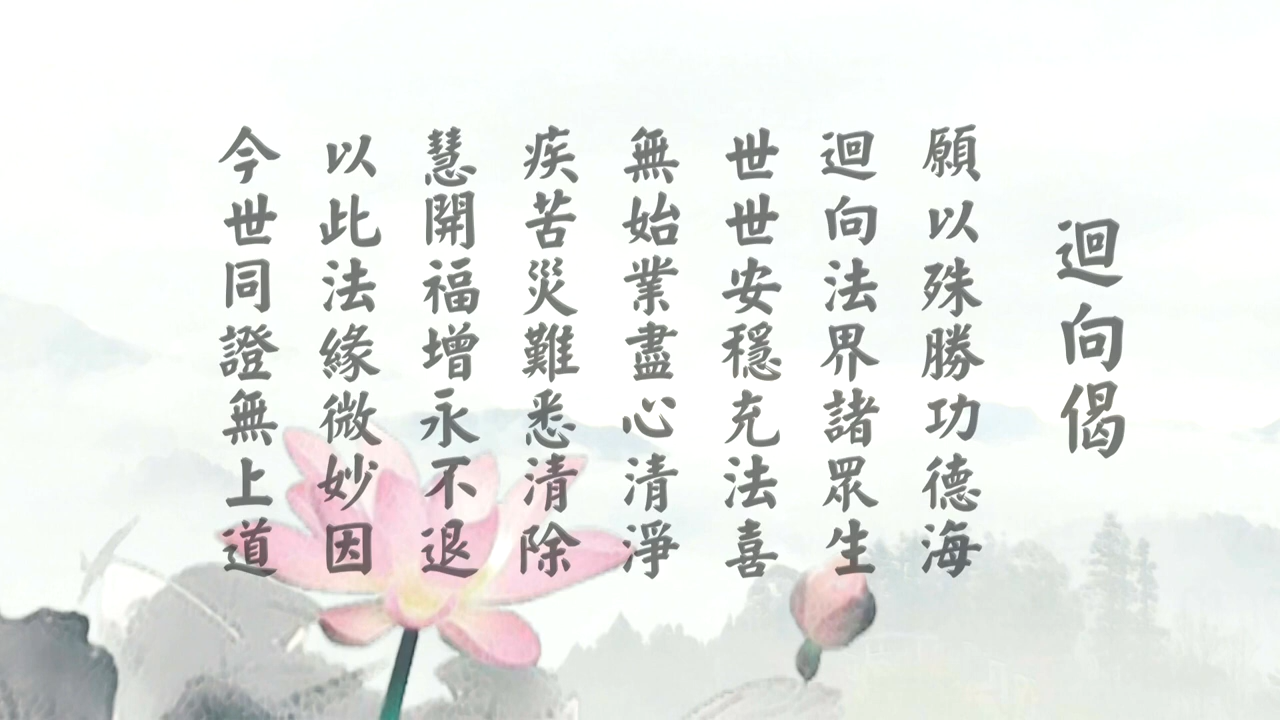 迴向偈
願以殊勝功德海
迴向法界諸眾生
世世安穩充法喜
無始業盡心清淨
疾苦災難悉清除
慧開福增永不退
以此法緣微妙因
今世同證無上道